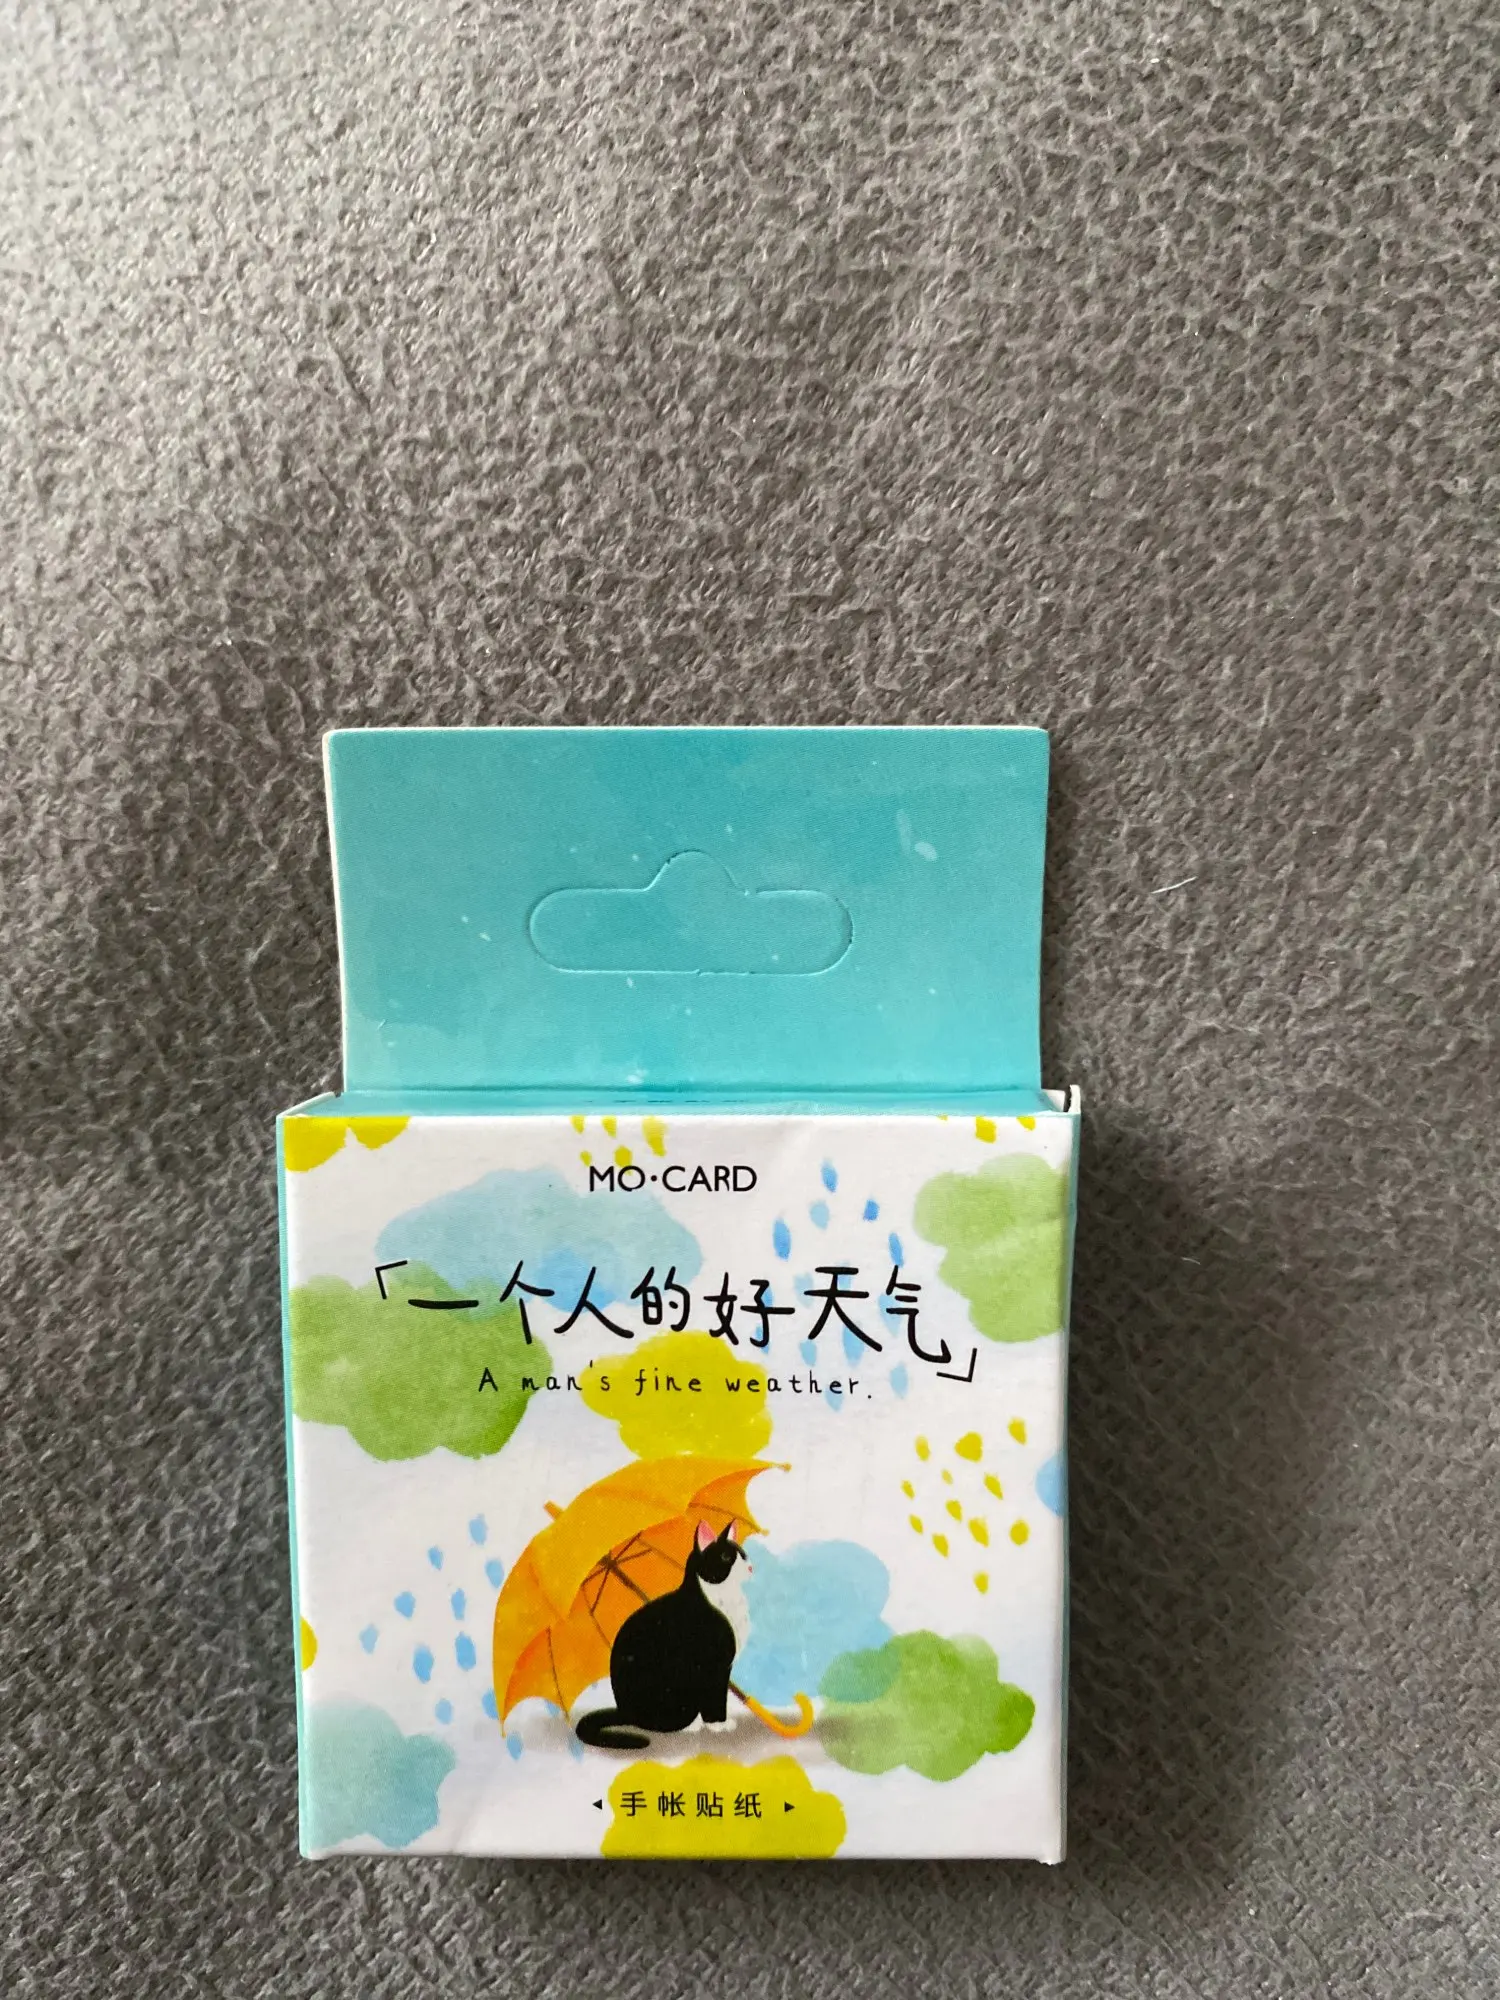 MO·CARD
「一个人的好天气」
A man's fine weather.
◂ 手帐贴纸 ▸